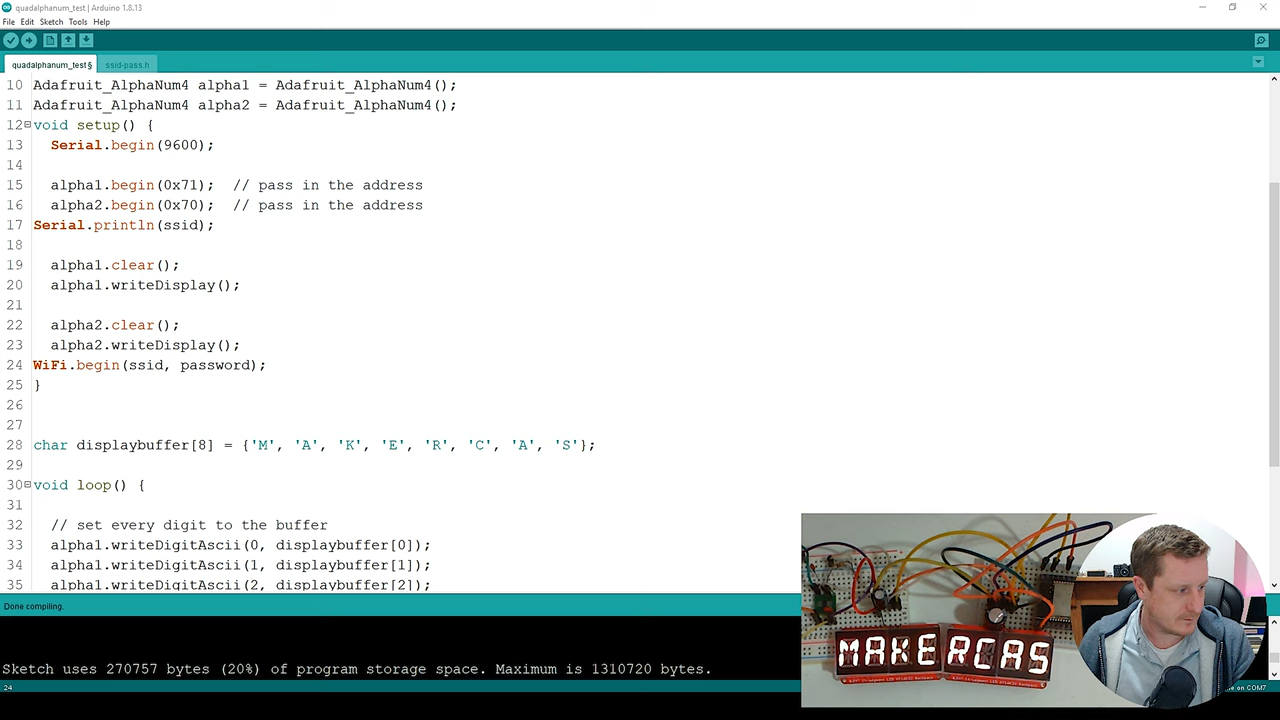 quadalphanum_test§ | Arduino 1.8.13
File Edit Sketch Tools Help
quadalphanum_test§ ssid-pass.h
10 Adafruit_AlphaNum4 alpha1 = Adafruit_AlphaNum4();
11 Adafruit_AlphaNum4 alpha2 = Adafruit_AlphaNum4();
12 void setup() {
13 Serial.begin(9600);
14
15 alpha1.begin(0x71); // pass in the address
16 alpha2.begin(0x70); // pass in the address
17 Serial.println(ssid);
18
19 alpha1.clear();
20 alpha1.writeDisplay();
21
22 alpha2.clear();
23 alpha2.writeDisplay();
24 WiFi.begin(ssid, password);
25 }
26
27
28 char displaybuffer[8] = {'M', 'A', 'K', 'E', 'R', 'C', 'A', 'S'};
29
30 void loop() {
31
32 // set every digit to the buffer
33 alpha1.writeDigitAscii(0, displaybuffer[0]);
34 alpha1.writeDigitAscii(1, displaybuffer[1]);
35 alpha1.writeDigitAscii(2, displaybuffer[2]);
Done compiling.
Sketch uses 270757 bytes (20%) of program storage space. Maximum is 1310720 bytes.
MAKERCAS
24
on COM7